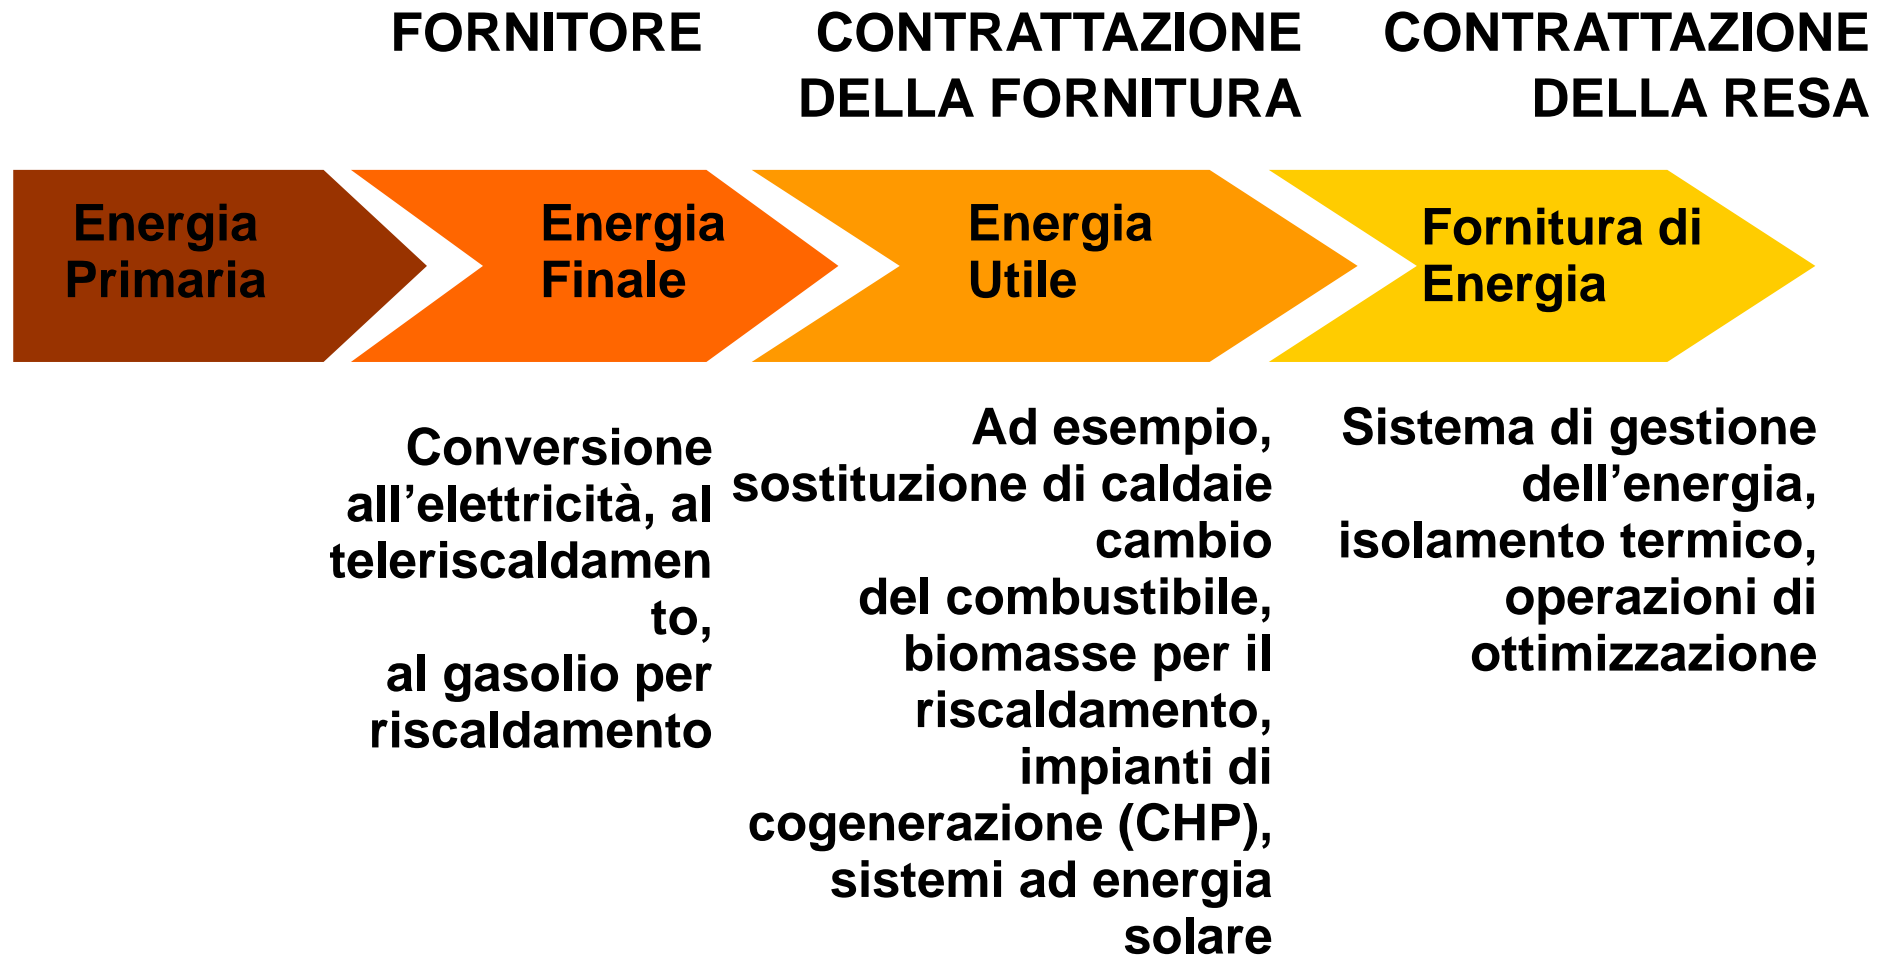 FORNITORE
CONTRATTAZIONE
DELLA FORNITURA
CONTRATTAZIONE
DELLA RESA
Energia
Primaria
Energia
Finale
Energia
Utile
Fornitura di
Energia
Conversione
all’elettricità, al
teleriscaldamen
to,
al gasolio per
riscaldamento
Ad esempio,
sostituzione di caldaie
cambio
del combustibile,
biomasse per il
riscaldamento,
impianti di
cogenerazione (CHP),
sistemi ad energia
solare
Sistema di gestione
dell’energia,
isolamento termico,
operazioni di
ottimizzazione